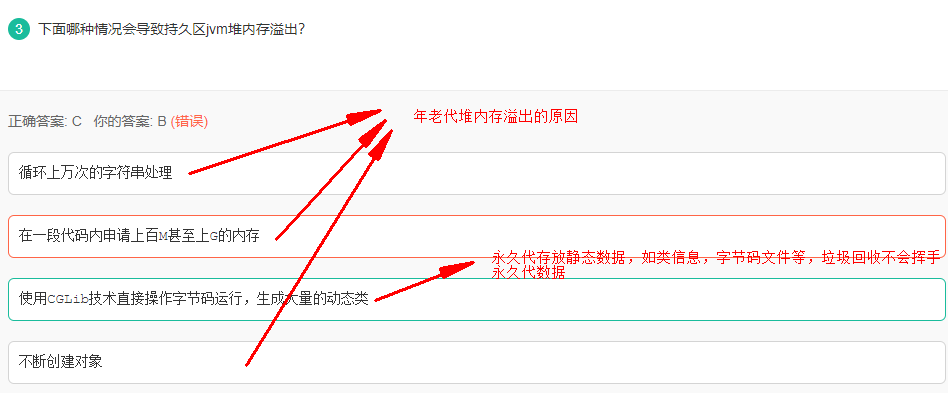 3 下面哪种情况会导致持久区jvm堆内存溢出?
正确答案: C 你的答案: B (错误)
年老代堆内存溢出的原因
循环上万次的字符串处理
在一段代码内申请上百M甚至上G的内存
永久代存放静态数据，如类信息，字节码文件等，垃圾回收不会挥手
永久代数据
使用CGLib技术直接操作字节码运行，生成大量的动态类
不断创建对象